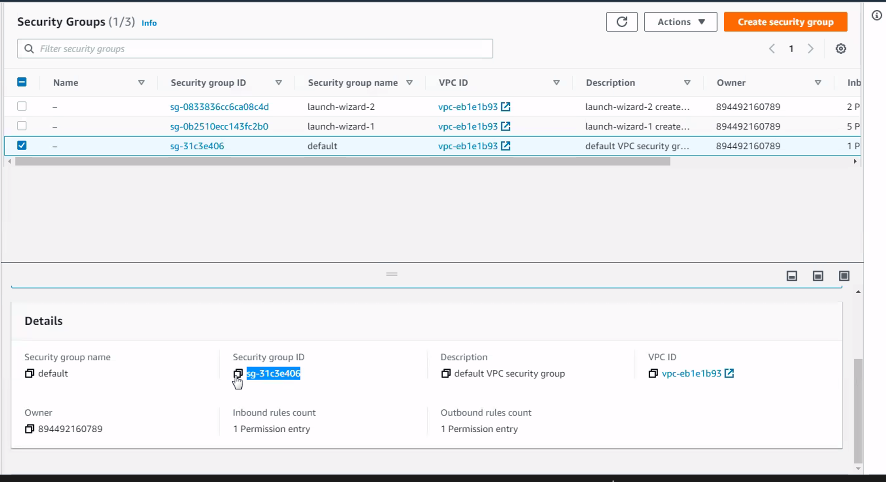 Security Groups (1/3) Info
Actions
Create security group
Filter security groups
1
Name Security group ID Security group name VPC ID Description Owner Inb
– sg-0833836cc6ca08c4d launch-wizard-2 vpc-eb1e1b93 launch-wizard-2 create... 894492160789 2 P
– sg-0b2510ecc143fc2b0 launch-wizard-1 vpc-eb1e1b93 launch-wizard-1 create... 894492160789 5 P
– sg-31c3e406 default vpc-eb1e1b93 default VPC security gr... 894492160789 1 P
Details
Security group name Security group ID Description VPC ID
default sg-31c3e406 default VPC security group vpc-eb1e1b93
Owner Inbound rules count Outbound rules count
894492160789 1 Permission entry 1 Permission entry